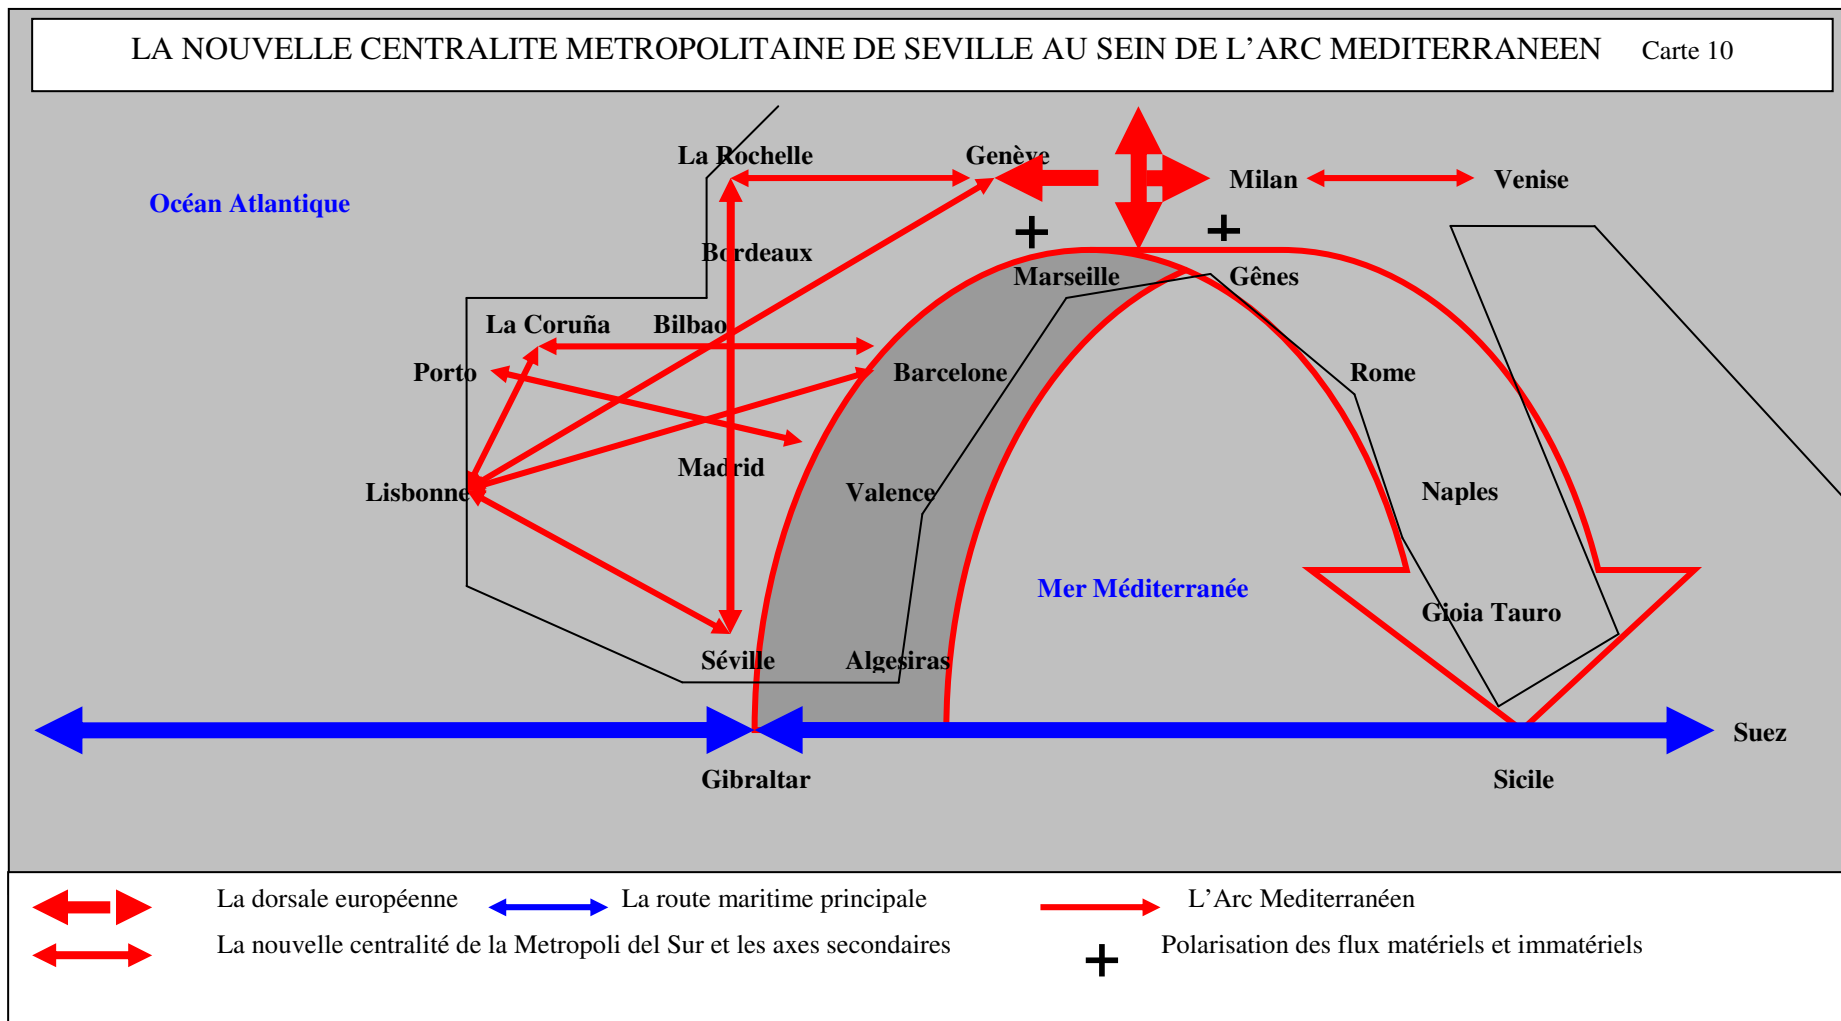 LA NOUVELLE CENTRALITE METROPOLITAINE DE SEVILLE AU SEIN DE L'ARC MEDITERRANEEN Carte 10
La Rochelle Genève
Milan Venise
Océan Atlantique
Bordeaux
Marseille Gênes
La Coruña Bilbao
Porto Barcelone Rome
Madrid
Lisbonne Valence Naples
Mer Méditerranée
Gioia Tauro
Séville Algesiras
Suez
Gibraltar Sicile
La dorsale européenne La route maritime principale L'Arc Mediterranéen
La nouvelle centralité de la Metropoli del Sur et les axes secondaires Polarisation des flux matériels et immatériels